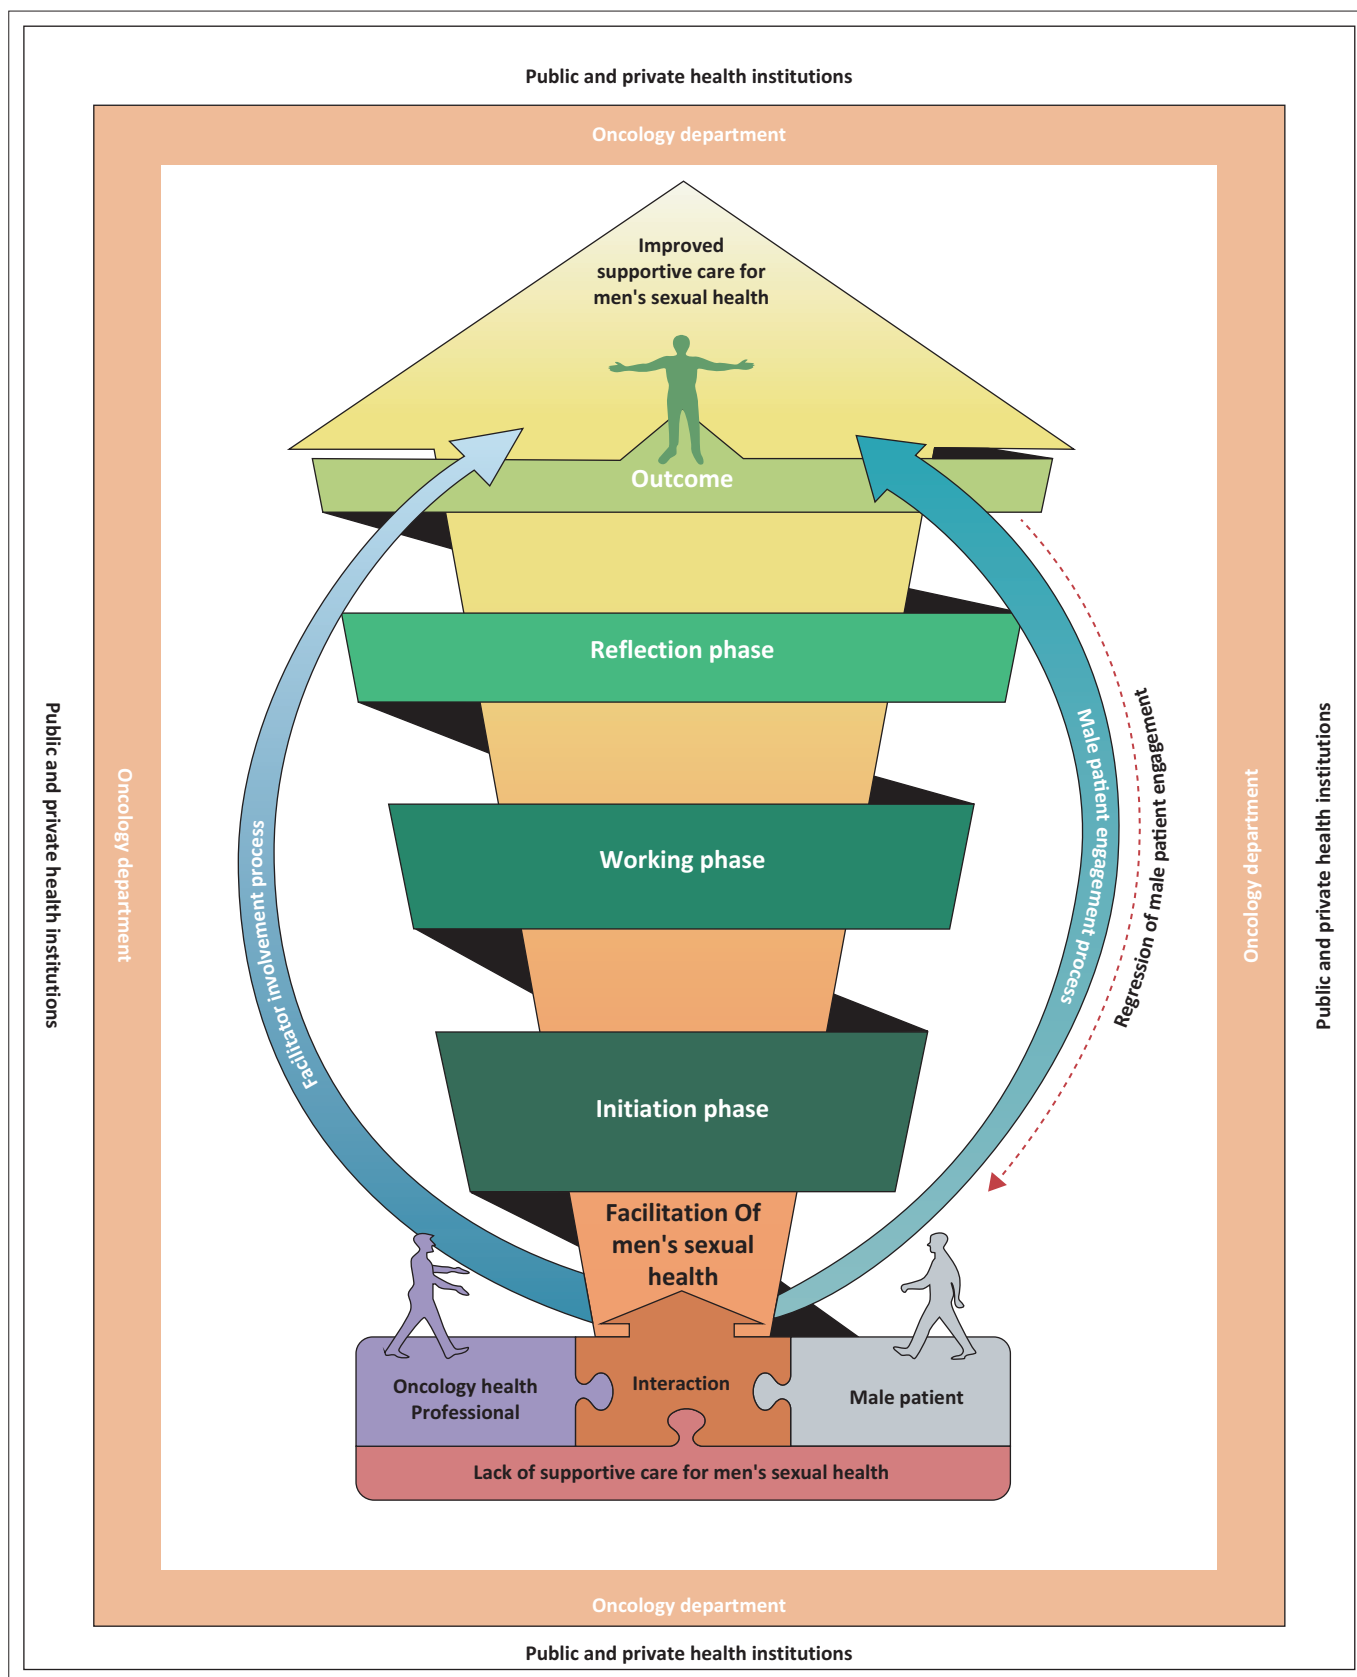 Public and private health institutions
Oncology department
Improved
supportive care for
men's sexual health
Outcome
Reflection phase
Working phase
Initiation phase
Facilitation Of
men's sexual
health
Interaction
Oncology health
Professional
Male patient
Lack of supportive care for men's sexual health
Facilitator involvement process
Male patient engagement process
Regression of male patient engagement
Public and private health institutions
Oncology department
Oncology department
Public and private health institutions
Oncology department
Public and private health institutions